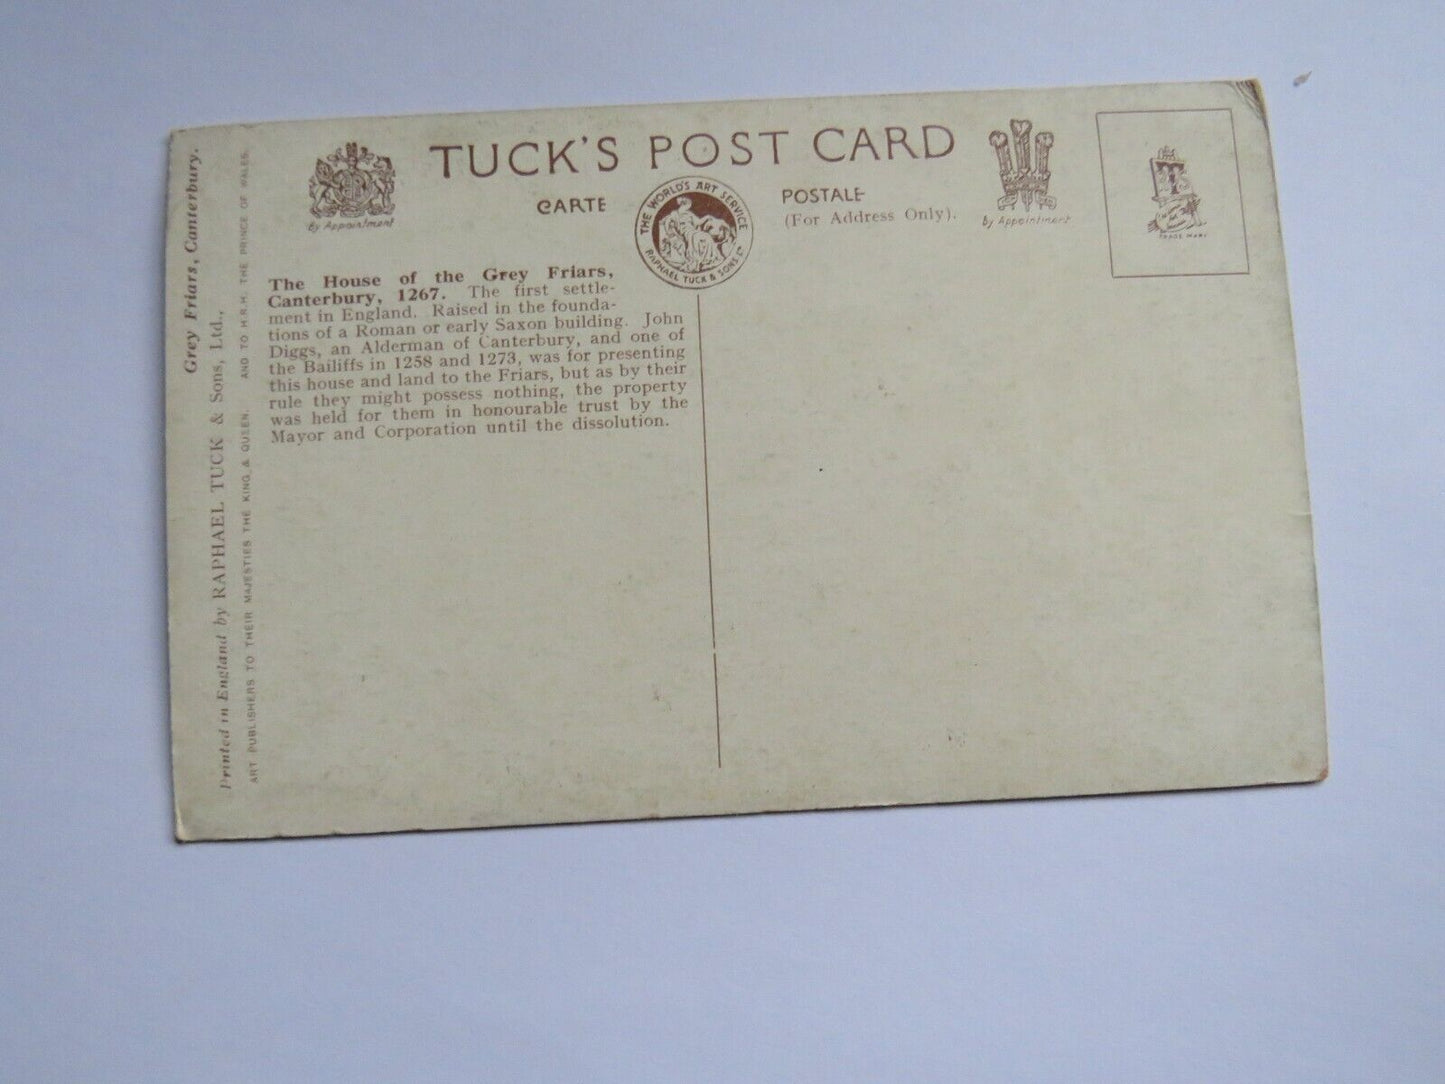 TUCK'S POST CARD
CARTE POSTALE
(For Address Only).
By Appointment
THE WORLD'S ART SERVICE
RAPHAEL TUCK & SONS LD
By Appointment
T
TRADE MARK
The House of the Grey Friars,
Canterbury, 1267. The first settle-
ment in England. Raised in the founda-
tions of a Roman or early Saxon building. John
Diggs, an Alderman of Canterbury, and one of
the Bailiffs in 1258 and 1273, was for presenting
this house and land to the Friars, but as by their
rule they might possess nothing, the property
was held for them in honourable trust by the
Mayor and Corporation until the dissolution.
Grey Friars, Canterbury.
Printed in England by RAPHAEL TUCK & Sons, Ltd.,
ART PUBLISHERS TO THEIR MAJESTIES THE KING & QUEEN, AND TO H.R.H. THE PRINCE OF WALES.